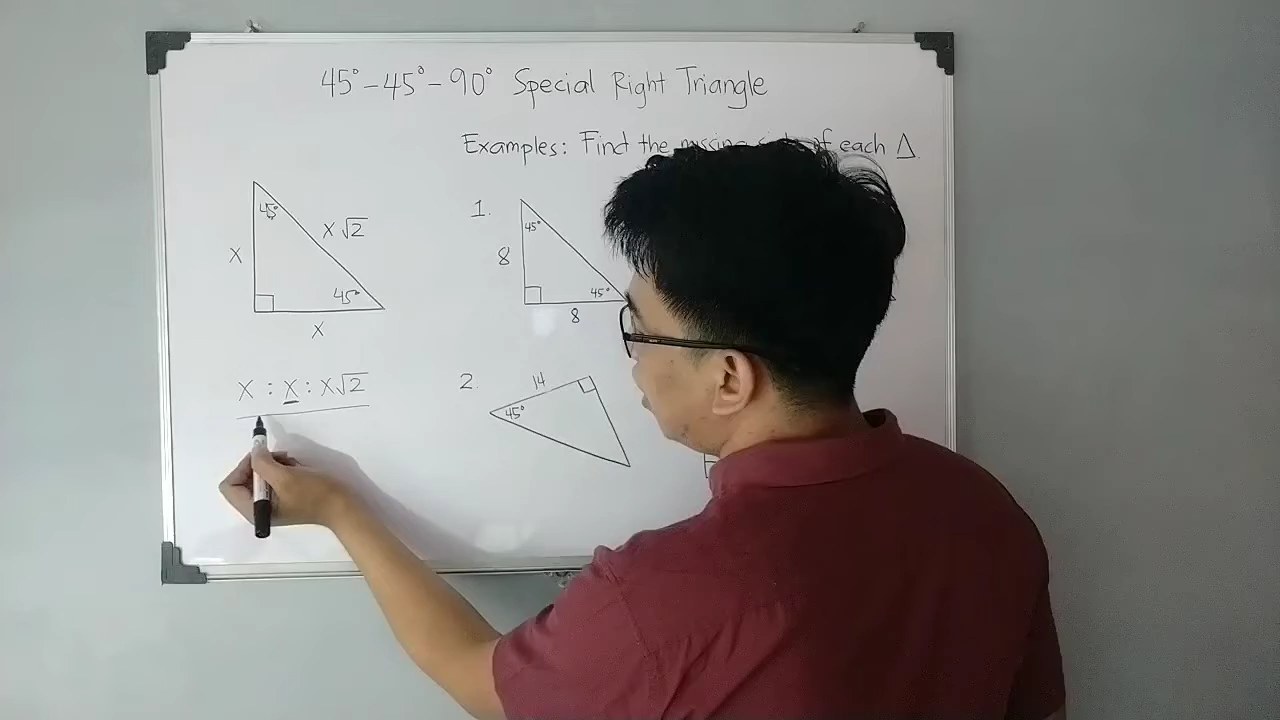 45° – 45° – 90° Special Right Triangle
Examples: Find the of each Δ.
45°
x
x√2
45°
x
x : x : x√2
1.
45°
8
45°
8
2.
14
45°